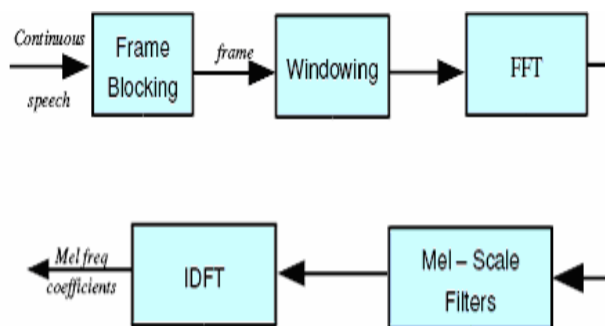 Continuous
speech
Frame
Blocking
frame
Windowing
FFT
Mel – Scale
Filters
IDFT
Mel freq
coefficients